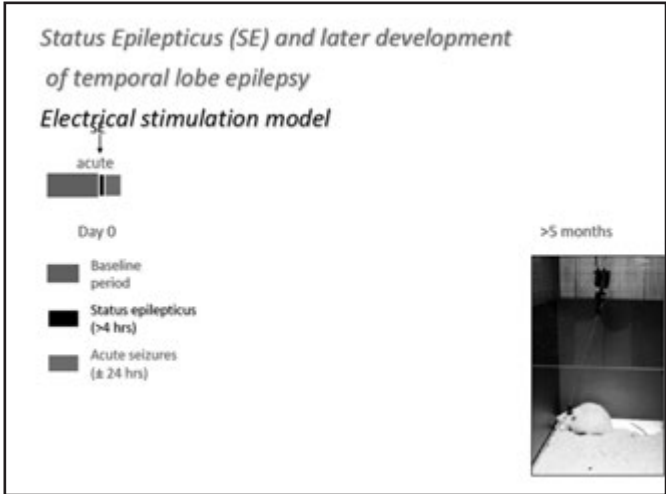 Status Epilepticus (SE) and later development
of temporal lobe epilepsy
Electrical stimulation model
SE
acute
Day 0
>5 months
Baseline
period
Status epilepticus
(>4 hrs)
Acute seizures
(± 24 hrs)